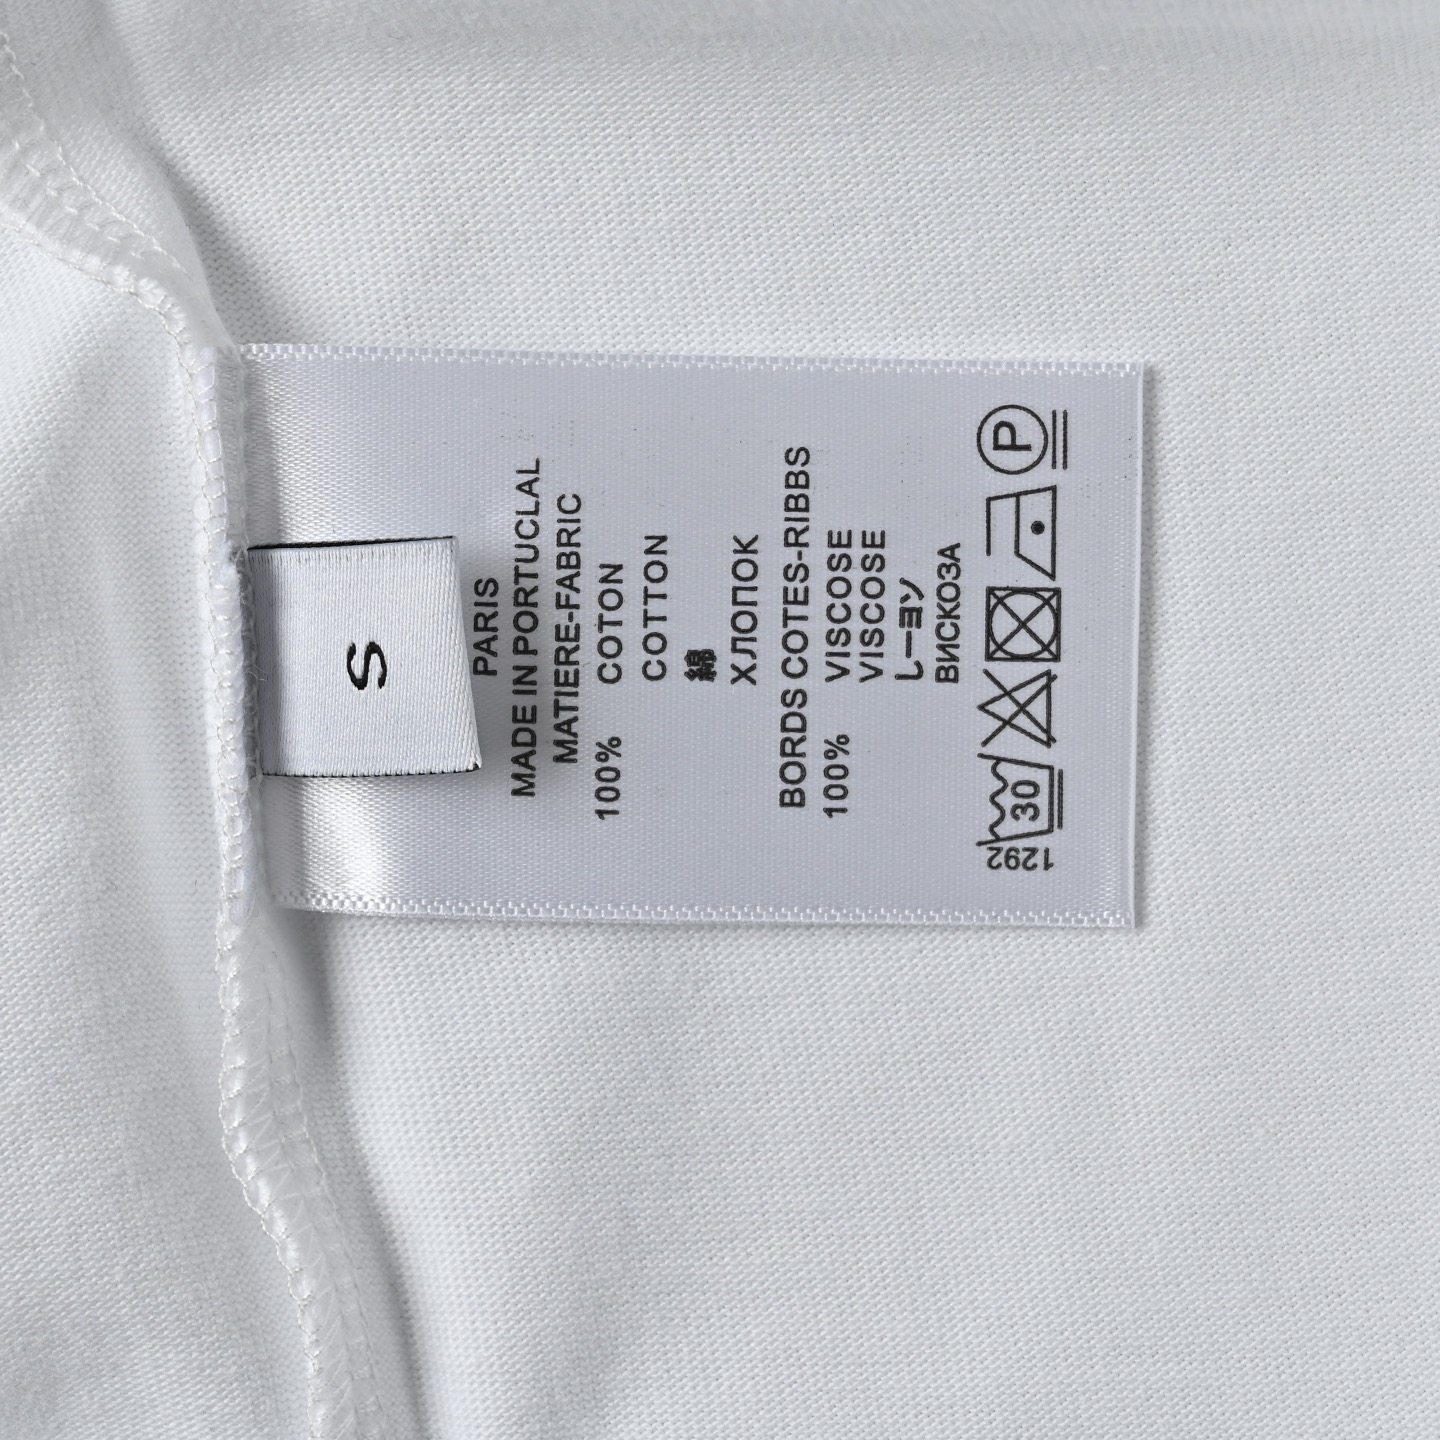 S
PARIS
MADE IN PORTUCLAL
MATIERE-FABRIC
100% COTON
COTTON
綿
ХЛОПОК
BORDS COTES-RIBBS
100% VISCOSE
VISCOSE
レーヨン
ВИСКОЗА
30 P
1292